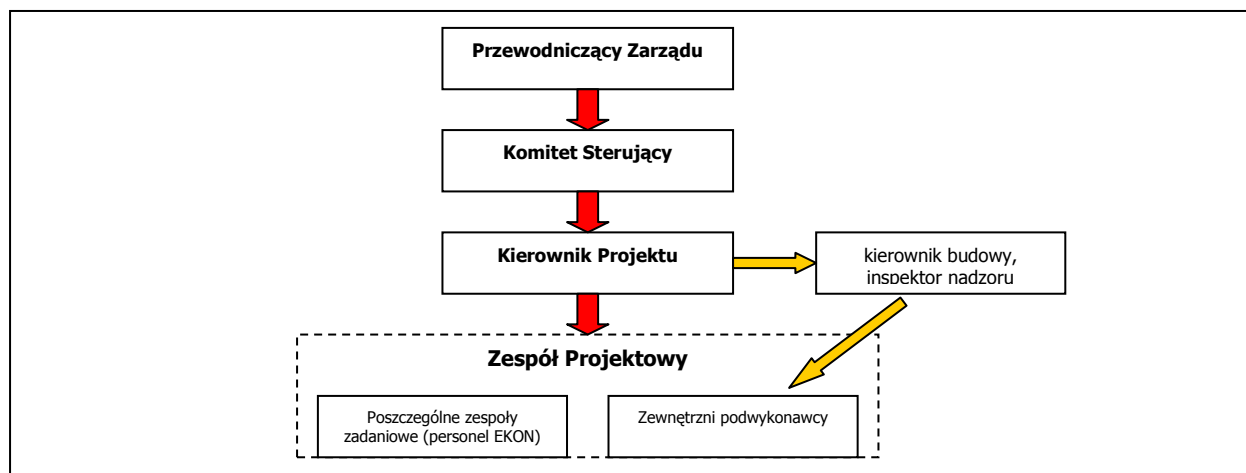 Przewodniczący Zarządu
Komitet Sterujący
Kierownik Projektu
kierownik budowy,
inspektor nadzoru
Zespół Projektowy
Poszczególne zespoły
zadaniowe (personel EKON)
Zewnętrzni podwykonawcy